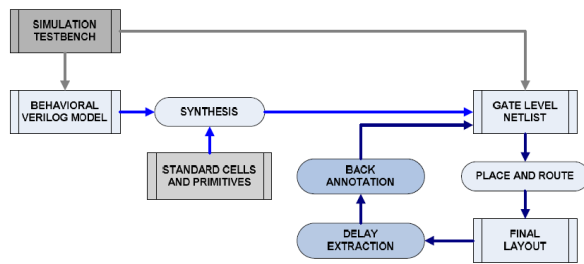 SIMULATION
TESTBENCH
BEHAVIORAL
VERILOG MODEL
SYNTHESIS
GATE LEVEL
NETLIST
STANDARD CELLS
AND PRIMITIVES
BACK
ANNOTATION
PLACE AND ROUTE
DELAY
EXTRACTION
FINAL
LAYOUT